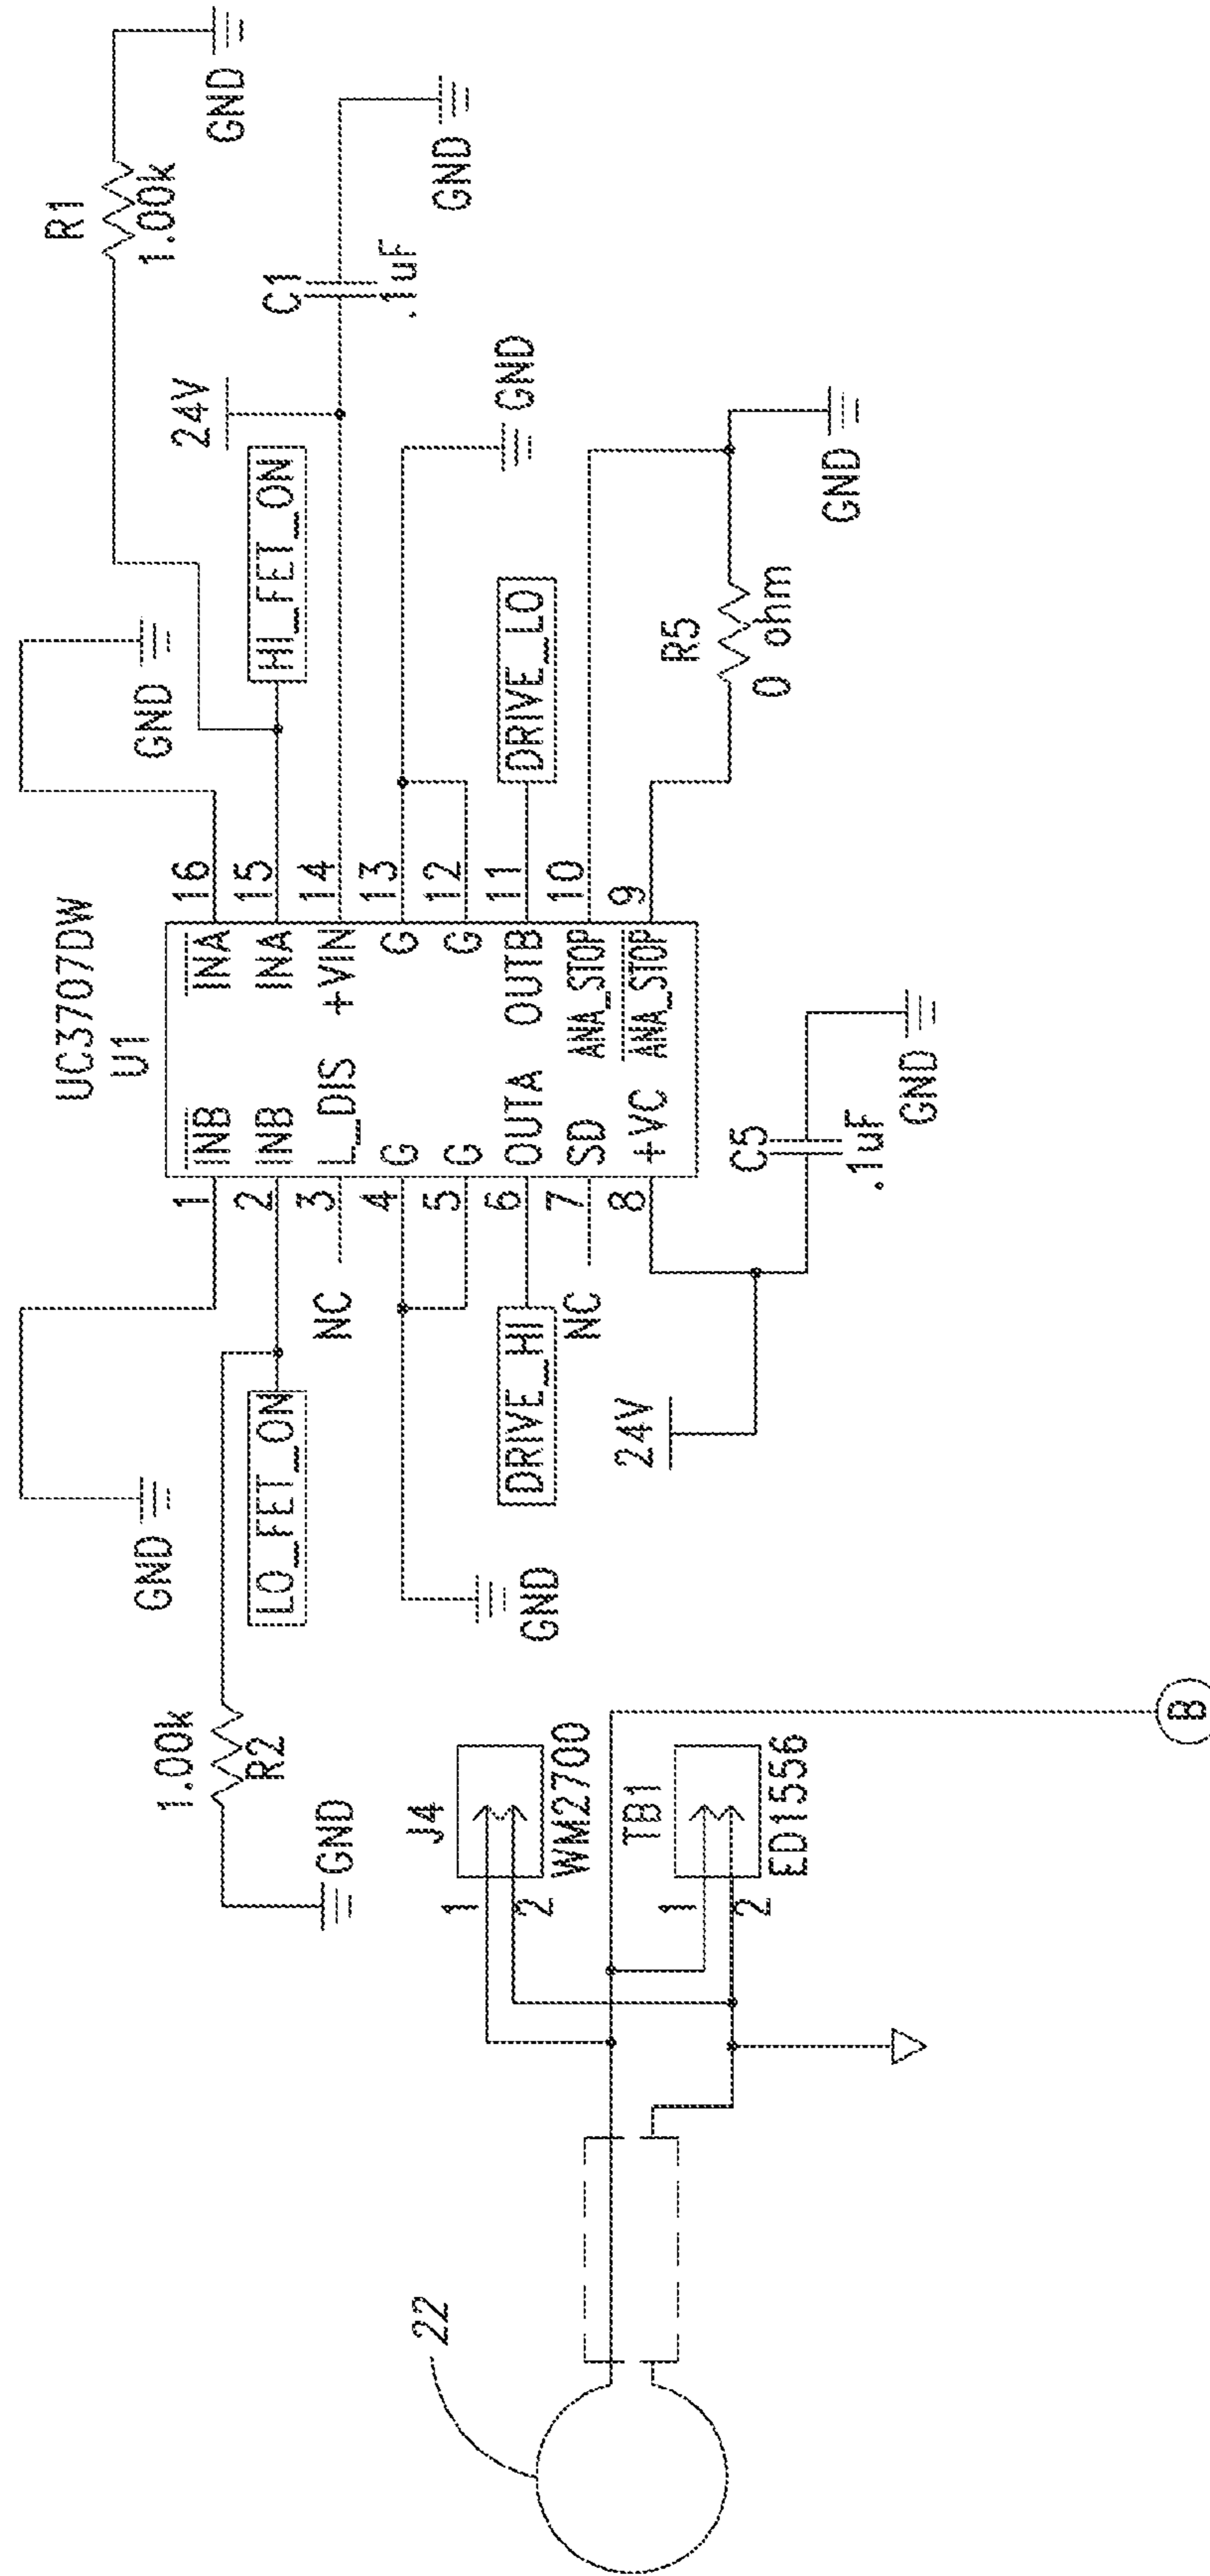 UC3707DW
U1
1 INB
2 INB
3 L_DIS
4 G
5 G
6 OUTA
7 SD
8 +VC
INA 16
INA 15
+VIN 14
G 13
G 12
OUTB 11
ANA_STOP 10
ANA_STOP 9
GND
1.00k
R2
GND
LO_FET_ON
NC
GND
DRIVE_HI
NC
24V
C5
.1uF
GND
GND
R1
1.00k
GND
HI_FET_ON
24V
C1
.1uF
GND
GND
DRIVE_LO
R5
0 ohm
GND
J4
1
2
WM2700
TB1
1
2
ED1556
22
B